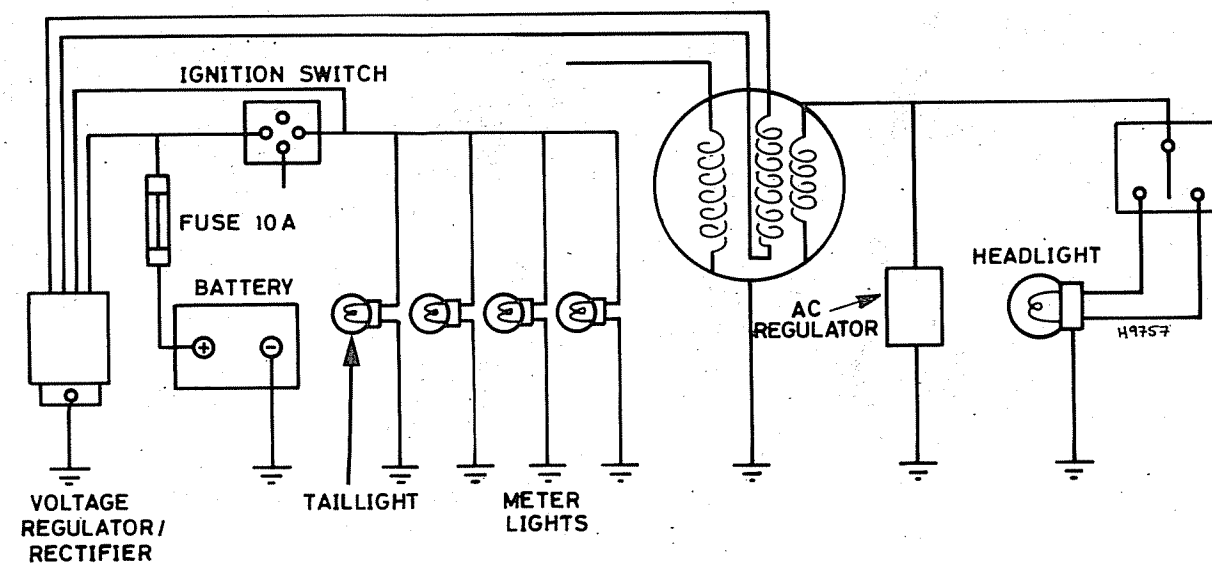 IGNITION SWITCH
FUSE 10A
BATTERY
+
-
HEADLIGHT
AC
REGULATOR
H9757
TAILLIGHT
METER
LIGHTS
VOLTAGE
REGULATOR/
RECTIFIER